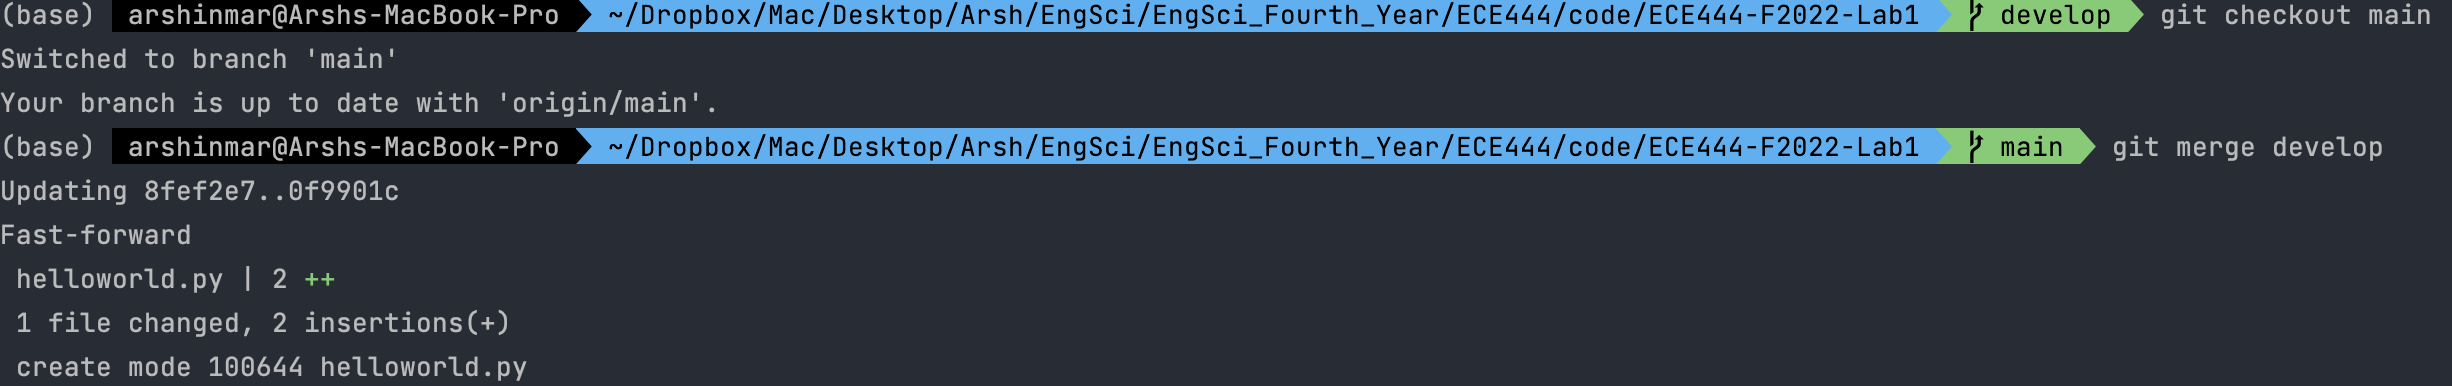 (base) arshinmar@Arshs-MacBook-Pro ~/Dropbox/Mac/Desktop/Arsh/EngSci/EngSci_Fourth_Year/ECE444/code/ECE444-F2022-Lab1 develop git checkout main
Switched to branch 'main'
Your branch is up to date with 'origin/main'.
(base) arshinmar@Arshs-MacBook-Pro ~/Dropbox/Mac/Desktop/Arsh/EngSci/EngSci_Fourth_Year/ECE444/code/ECE444-F2022-Lab1 main git merge develop
Updating 8fef2e7..0f9901c
Fast-forward
helloworld.py | 2 ++
1 file changed, 2 insertions(+)
create mode 100644 helloworld.py